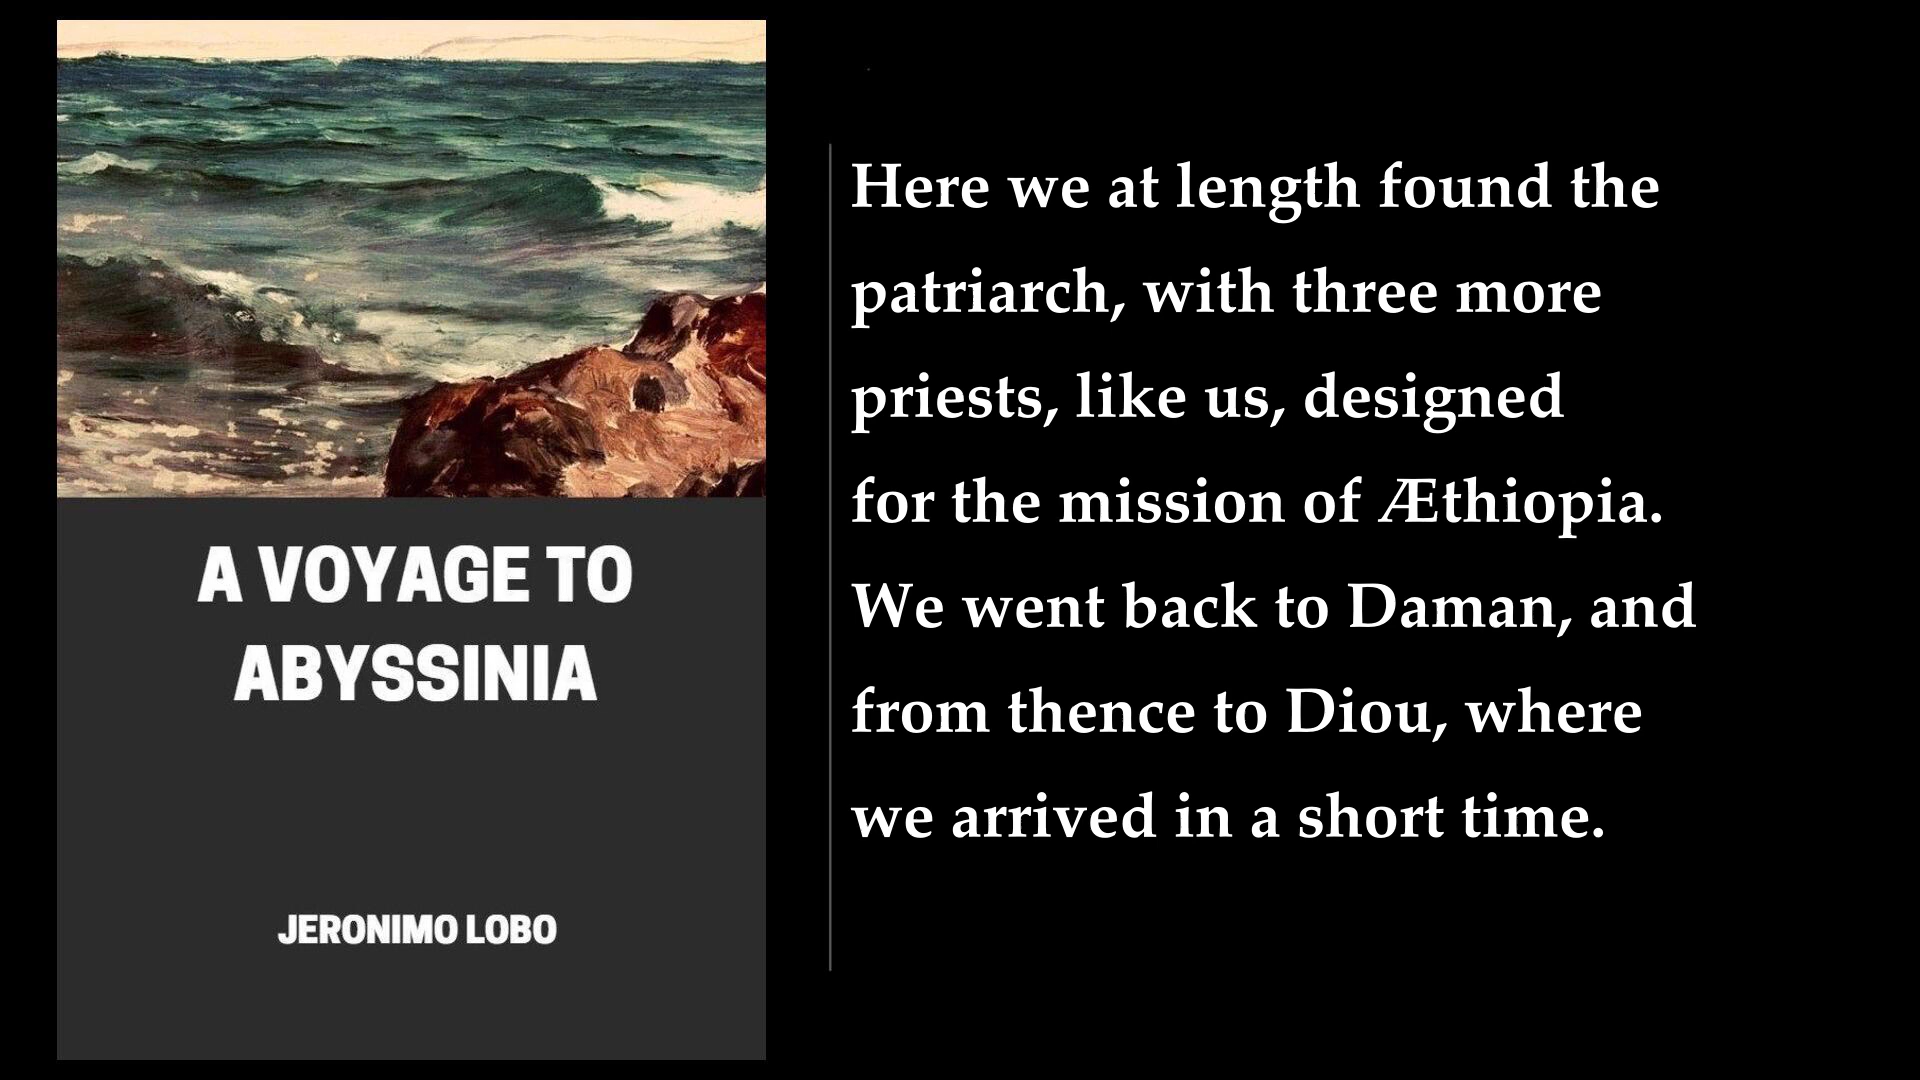 A VOYAGE TO
ABYSSINIA
JERONIMO LOBO
Here we at length found the
patriarch, with three more
priests, like us, designed
for the mission of Æthiopia.
We went back to Daman, and
from thence to Diou, where
we arrived in a short time.